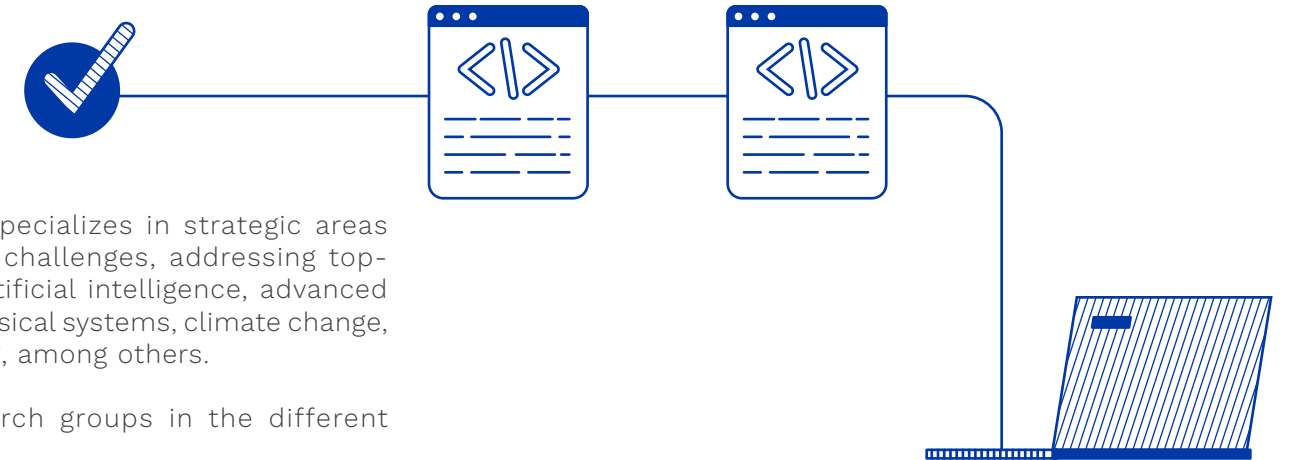 pecializes in strategic areas
challenges, addressing top-
tificial intelligence, advanced
sical systems, climate change,
, among others.
rch groups in the different